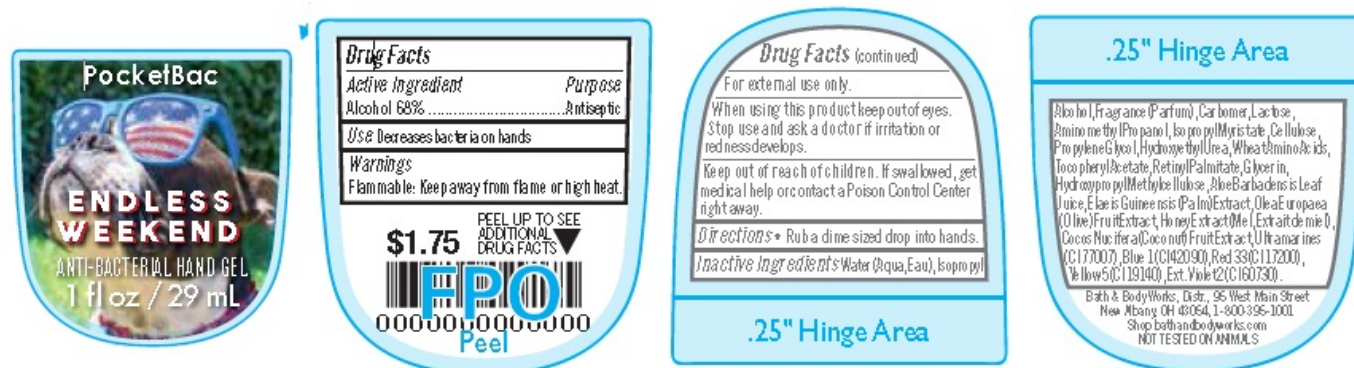 PocketBac
ENDLESS
WEEKEND
ANTI-BACTERIAL HAND GEL
1 fl oz / 29 mL
Drug Facts
Active Ingredient Purpose
Alcohol 68% ................................ Antiseptic
Use Decreases bacteria on hands
Warnings
Flammable: Keep away from flame or high heat.
$1.75
PEEL UP TO SEE
ADDITIONAL
DRUG FACTS
FPO
0000000000000
Peel
Drug Facts (continued)
For external use only.
When using this product keep out of eyes.
Stop use and ask a doctor if irritation or
redness develops.
Keep out of reach of children. If swallowed, get
medical help or contact a Poison Control Center
right away.
Directions • Rub a dime sized drop into hands.
Inactive Ingredients Water (Aqua, Eau), Isopropyl
.25" Hinge Area
.25" Hinge Area
Alcohol, Fragrance (Parfum), Carbomer, Lactose,
Aminomethyl Propanol, Isopropyl Myristate, Cellulose,
Propylene Glycol, Hydroxyethyl Urea, Wheat Amino Acids,
Tocopheryl Acetate, Retinyl Palmitate, Glycerin,
Hydroxypropyl Methylcellulose, Aloe Barbadensis Leaf
Juice, Elaeis Guineensis (Palm) Extract, Olea Europaea
(Olive) Fruit Extract, Honey Extract (Mel, Extrait de miel),
Cocos Nucifera (Coconut) Fruit Extract, Ultramarines
(CI 77007), Blue 1 (CI 42090), Red 33 (CI 17200),
Yellow 5 (CI 19140), Ext. Violet 2 (CI 60730).
Bath & Body Works, Distr., 95 West Main Street
New Albany, OH 43054, 1-800-395-1001
Shop bathandbodyworks.com
NOT TESTED ON ANIMALS